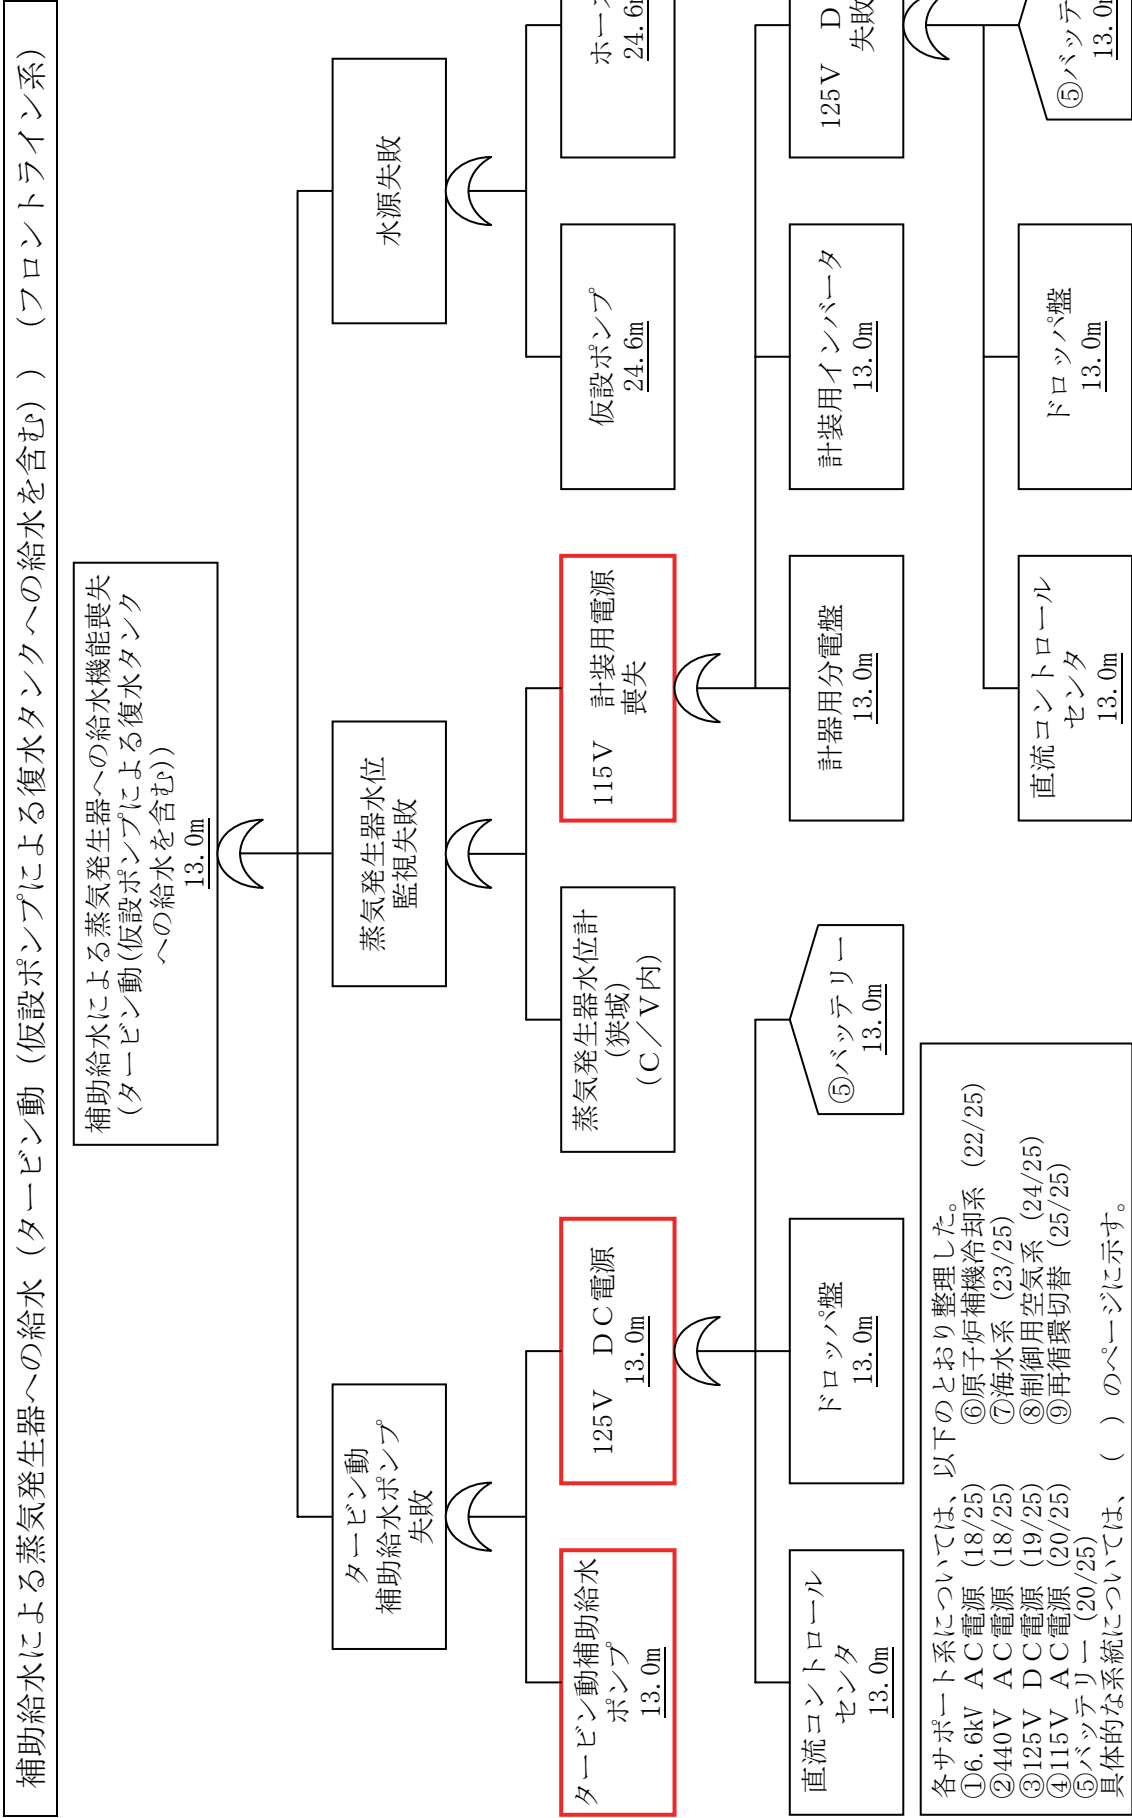 補助給水による蒸気発生器への給水（タービン動（仮設ポンプによる復水タンクへの給水を含む））（フロントライン系）
補助給水による蒸気発生器への給水機能喪失
(タービン動(仮設ポンプによる復水タンク
への給水を含む))
13.0m
タービン動
補助給水ポンプ
失敗
蒸気発生器水位
監視失敗
水源失敗
タービン動補助給水
ポンプ
13.0m
125V　DC電源
13.0m
蒸気発生器水位計
(狭域)
(C／V内)
115V　計装用電源
喪失
仮設ポンプ
24.6m
ホース
24.6m
直流コントロール
センタ
13.0m
ドロッパ盤
13.0m
⑤バッテリー
13.0m
計器用分電盤
13.0m
計装用インバータ
13.0m
125V　D
失敗
直流コントロール
センタ
13.0m
ドロッパ盤
13.0m
⑤バッテ
13.0m
各サポート系については、以下のとおり整理した。
①6.6kV AC電源 (18/25)　⑥原子炉補機冷却系 (22/25)
②440V AC電源 (18/25)　⑦海水系 (23/25)
③125V DC電源 (19/25)　⑧制御用空気系 (24/25)
④115V AC電源 (20/25)　⑨再循環切替 (25/25)
⑤バッテリー (20/25)
具体的な系統については、（　）のページに示す。